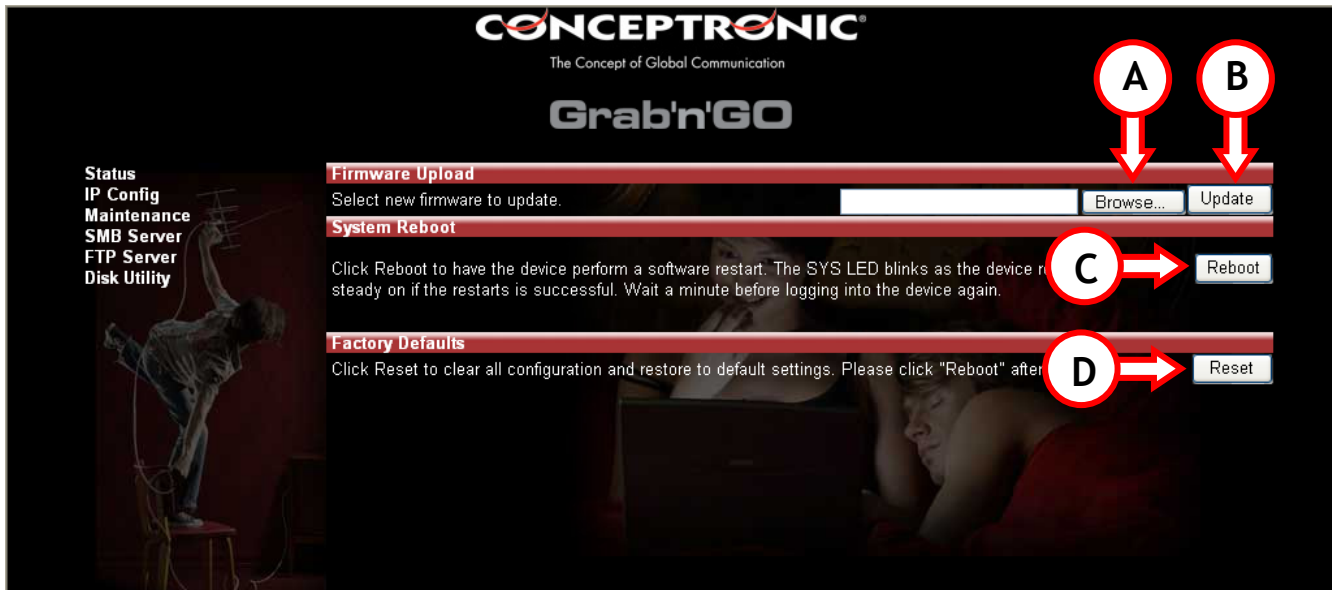 CONCEPTRONIC®
The Concept of Global Communication
Grab'n'GO
A
B
Status
IP Config
Maintenance
SMB Server
FTP Server
Disk Utility
Firmware Upload
Select new firmware to update.
Browse...
Update
System Reboot
Click Reboot to have the device perform a software restart. The SYS LED blinks as the device
C
Reboot
steady on if the restarts is successful. Wait a minute before logging into the device again.
Factory Defaults
Click Reset to clear all configuration and restore to default settings. Please click "Reboot" after
D
Reset